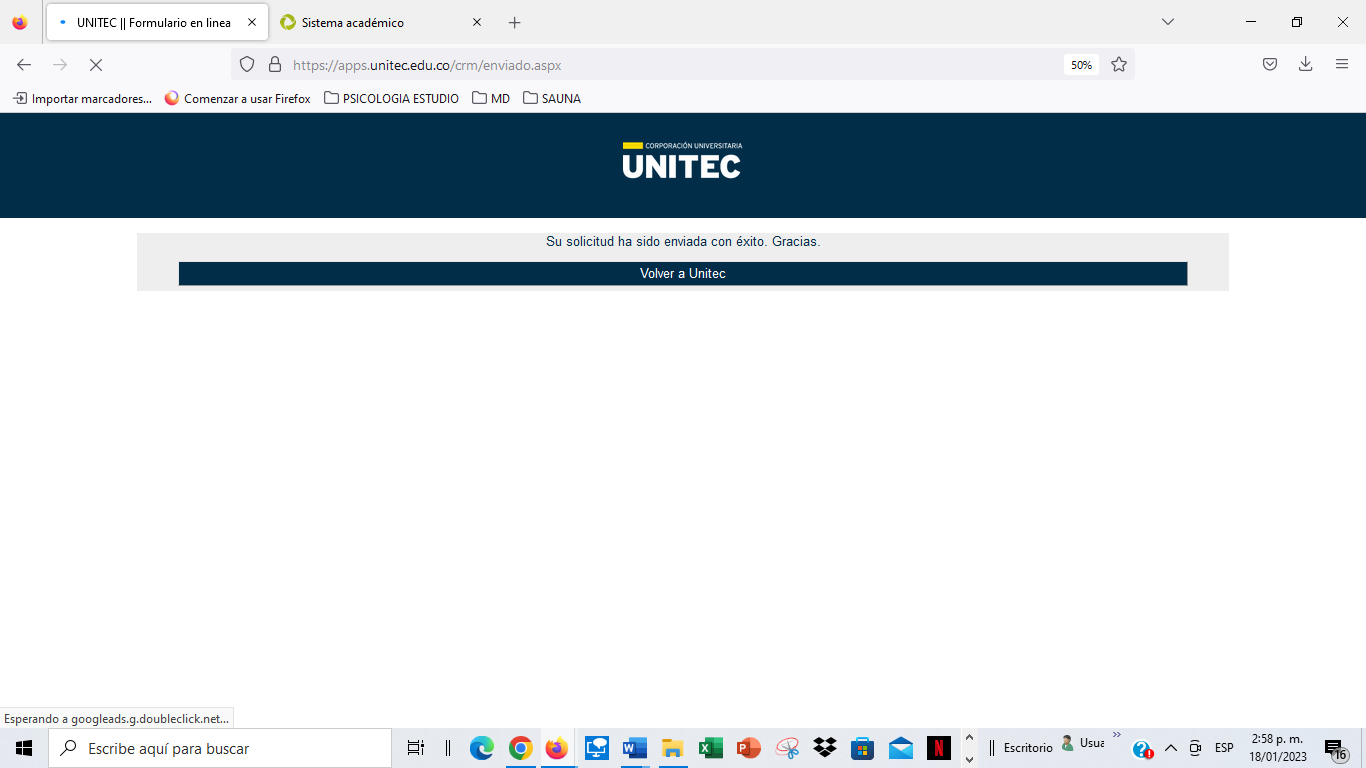 UNITEC || Formulario en linea
Sistema académico
https://apps.unitec.edu.co/crm/enviado.aspx
50%
Importar marcadores...
Comenzar a usar Firefox
PSICOLOGIA ESTUDIO
MD
SAUNA
CORPORACIÓN UNIVERSITARIA
UNITEC
Su solicitud ha sido enviada con éxito. Gracias.
Volver a Unitec
Esperando a googleads.g.doubleclick.net...
Escribe aquí para buscar
Escritorio
Usua
ESP
2:58 p. m.
18/01/2023
16